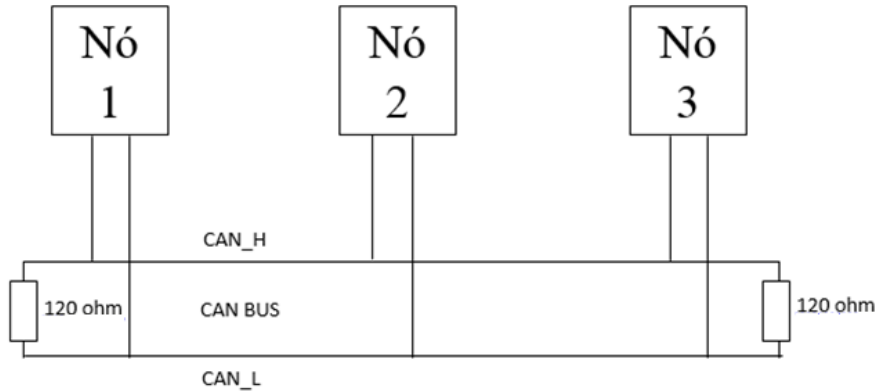 Nó
1
Nó
2
Nó
3
CAN_H
120 ohm
CAN BUS
120 ohm
CAN_L